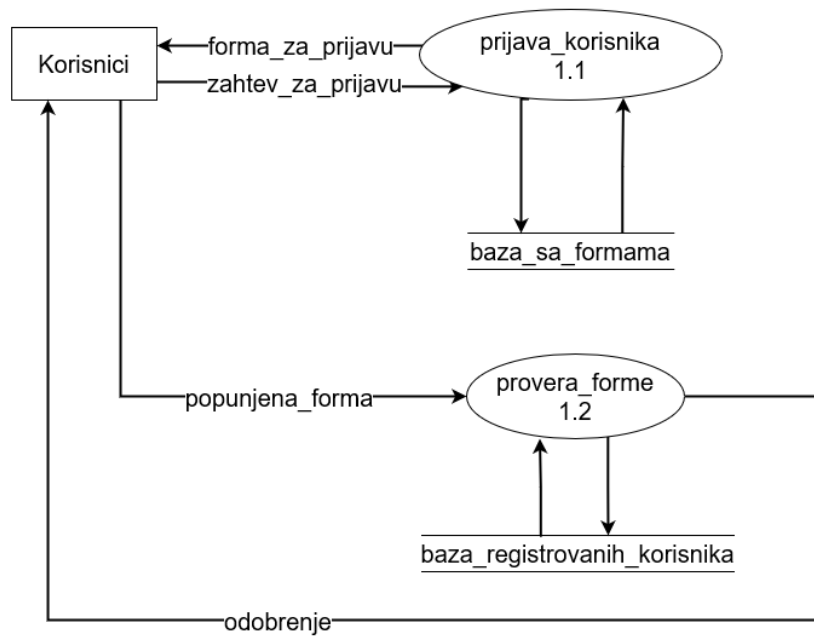 Korisnici
forma_za_prijavu
zahtev_za_prijavu
prijava_korisnika
1.1
baza_sa_formama
popunjena_forma
provera_forme
1.2
baza_registrovanih_korisnika
odobrenje